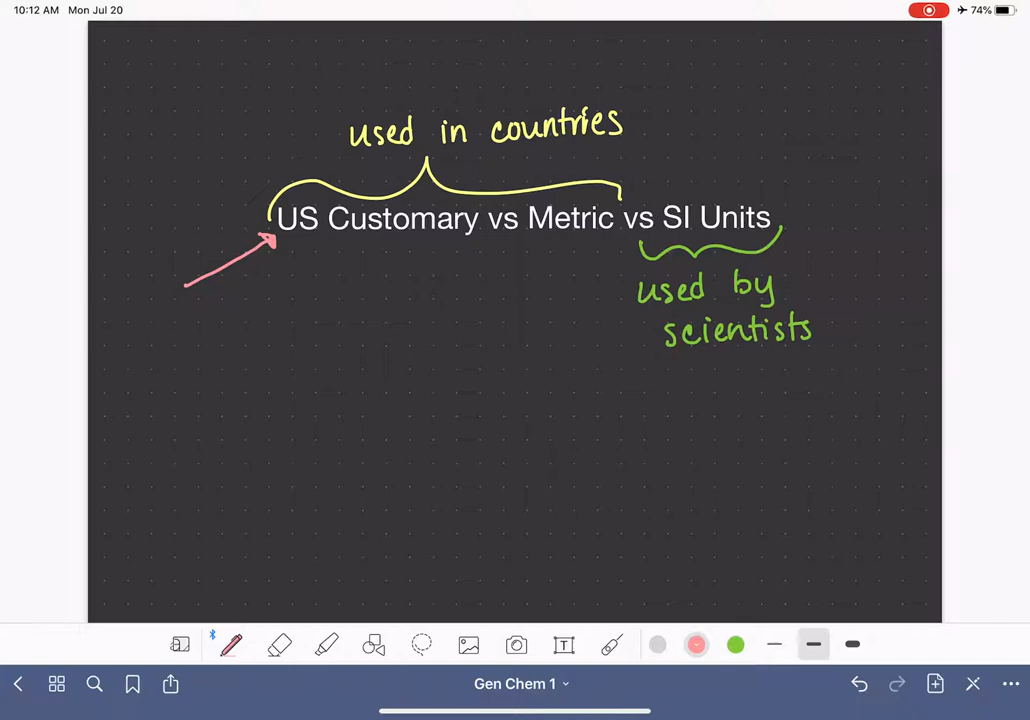 10:12 AM Mon Jul 20
74%
used in countries
US Customary vs Metric vs SI Units
used by
scientists
T
Gen Chem 1